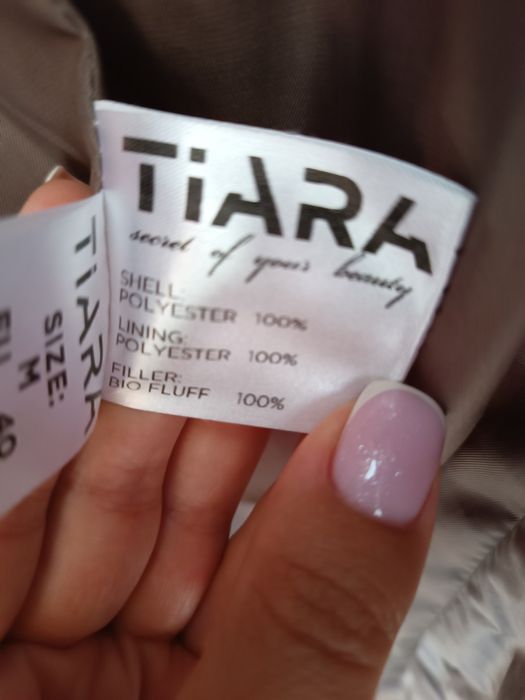 TiARA
secret of your beauty
SHELL:
POLYESTER 100%
LINING:
POLYESTER 100%
FILLER:
BIO FLUFF 100%
TiARA
SIZE:
M